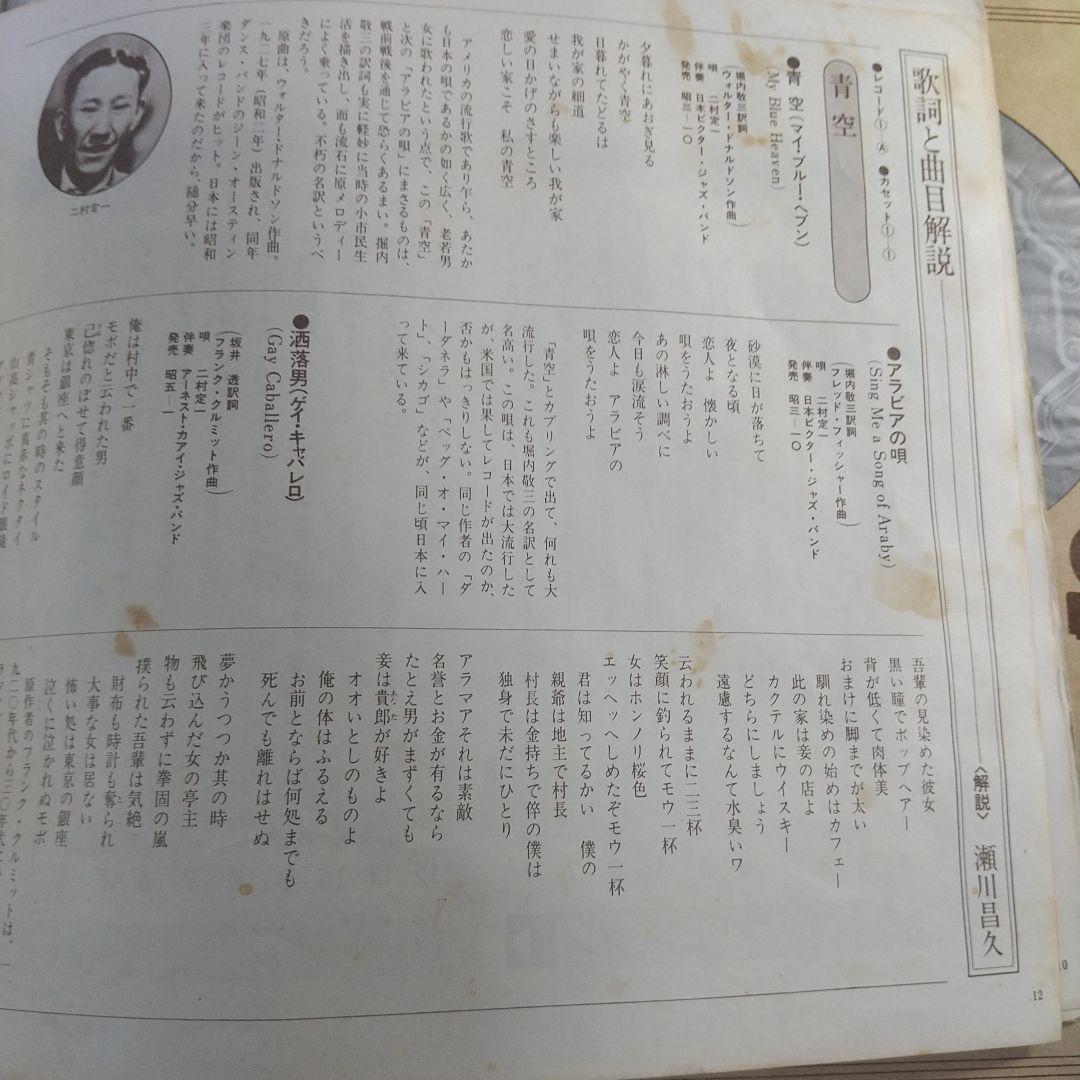 歌詞と曲目解説
〈解説〉 瀬川昌久
●レコード①Ⓐ ●カセット①①
青空
●青空(マイ・ブルー・ヘブン)
(My Blue Heaven)
堀内敬三訳詞
(ウォルター・ドナルドソン作曲)
唄 二村定一
伴奏 日本ビクター・ジャズ・バンド
発売 昭三―一〇
夕暮れにあおぎ見る
かがやく青空
日暮れてたどるは
我が家の細道
せまいながらも楽しい我が家
愛の日かげのさすところ
恋しい家こそ 私の青空
アメリカの流行歌であり乍ら、あたか
も日本の唄であるかの如く広く、老若男
女に歌われたという点で、この「青空」
と次の「アラビアの唄」にまさるものは、
戦前戦後を通じて恐らくあるまい。堀内
敬三の訳詞も実に軽妙に当時の小市民生
活を描き出し、而も流石に原メロディー
によく乗っている。不朽の名訳というべ
きだろう。
原曲は、ウォルター・ドナルドソン作曲。
一九二七年(昭和二年)出版され、同年
ダンス・バンドのジーン・オースティン
楽団のレコードがヒット。日本には昭和
三年に入って来たのだから、随分早い。
二村定一
●アラビアの唄
(Sing Me a Song of Araby)
堀内敬三訳詞
(フレッド・フィッシャー作曲)
唄 二村定一
伴奏 日本ビクター・ジャズ・バンド
発売 昭三―一〇
砂漠に日が落ちて
夜となる頃
恋人よ 懐かしい
唄をうたおうよ
あの淋しい調べに
今日も涙流そう
恋人よ アラビアの
唄をうたおうよ
「青空」とカプリングで出て、何れも大
流行した。これも堀内敬三の名訳として
名高い。この唄は、日本では大流行した
が、米国では果してレコードが出たのか、
否かもはっきりしない。同じ作者の「ダ
ーダネラ」や「ペッグ・オ・マイ・ハー
ト」、「シカゴ」などが、同じ頃日本に入
って来ている。
●洒落男(ゲイ・キャバレロ)
(Gay Caballero)
坂井 透訳詞
(フランク・クルミット作曲)
唄 二村定一
伴奏 アーネスト・カアイ・ジャズ・バンド
発売 昭五―一
俺は村中で一番
モボだと云われた男
己惚れのぼせて得意顔
東京は銀座へと来た
そもそも其の時のスタイル
青シャツに真赤なネクタイ
山高シャッポにロイド眼鏡
吾輩の見染めた彼女
黒い瞳でボップヘアー
背が低くて肉体美
おまけに脚までが太い
馴れ染めの始めはカフェー
此の家は妾の店よ
カクテルにウイスキー
どちらにしましょう
遠慮するなんて水臭いワ
云われるままに二三杯
笑顔に釣られてモウ一杯
女はホンノリ桜色
エッヘッヘしめたぞモウ一杯
君は知ってるかい 僕の
親爺は地主で村長
村長は金持ちで倅の僕は
独身で未だにひとり
アラマアそれは素敵
名誉とお金が有るなら
たとえ男がまずくても
妾は貴郎が好きよ
あなた
オオいとしのものよ
俺の体はふるえる
お前とならば何処までも
死んでも離れはせぬ
夢かうつつか其の時
飛び込んだ女の亭主
物も云わずに拳固の嵐
撲られた吾輩は気絶
財布も時計も奪られ
と
大事な女は居ない
怖い処は東京の銀座
泣くに泣かれぬモボ
原作者のフランク・クルミットは、
九二〇年代から三〇年代
12
10